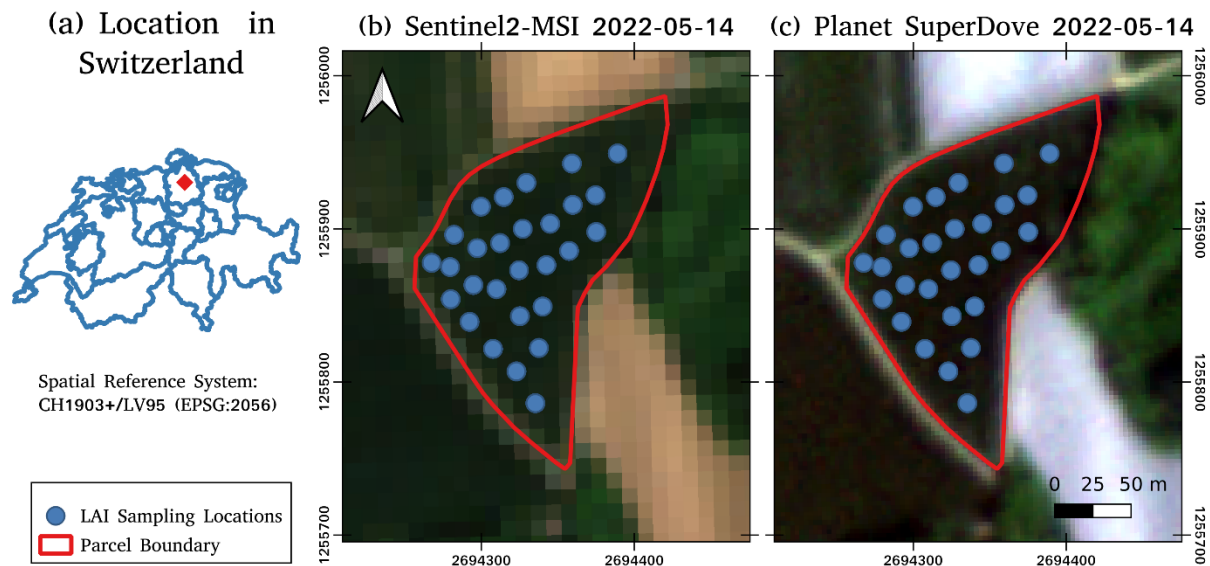 (a) Location in
Switzerland
(b) Sentinel2-MSI 2022-05-14
(c) Planet SuperDove 2022-05-14
1256000
1255900
1255800
1255700
1256000
1255900
1255800
1255700
Spatial Reference System:
CH1903+/LV95 (EPSG:2056)
LAI Sampling Locations
Parcel Boundary
0 25 50 m
2694300
2694400
2694300
2694400